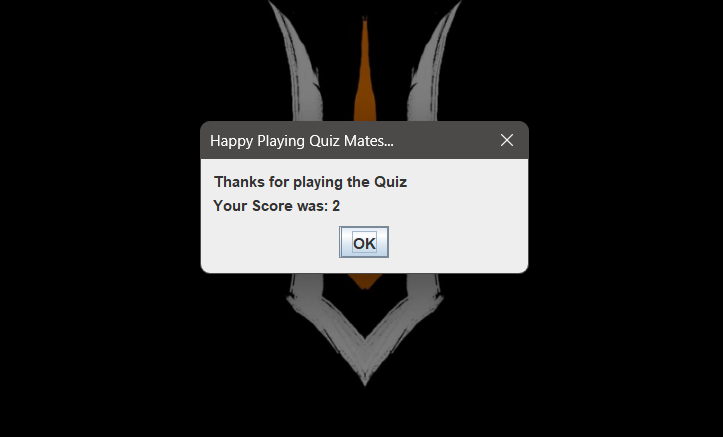 Happy Playing Quiz Mates...
Thanks for playing the Quiz
Your Score was: 2
OK